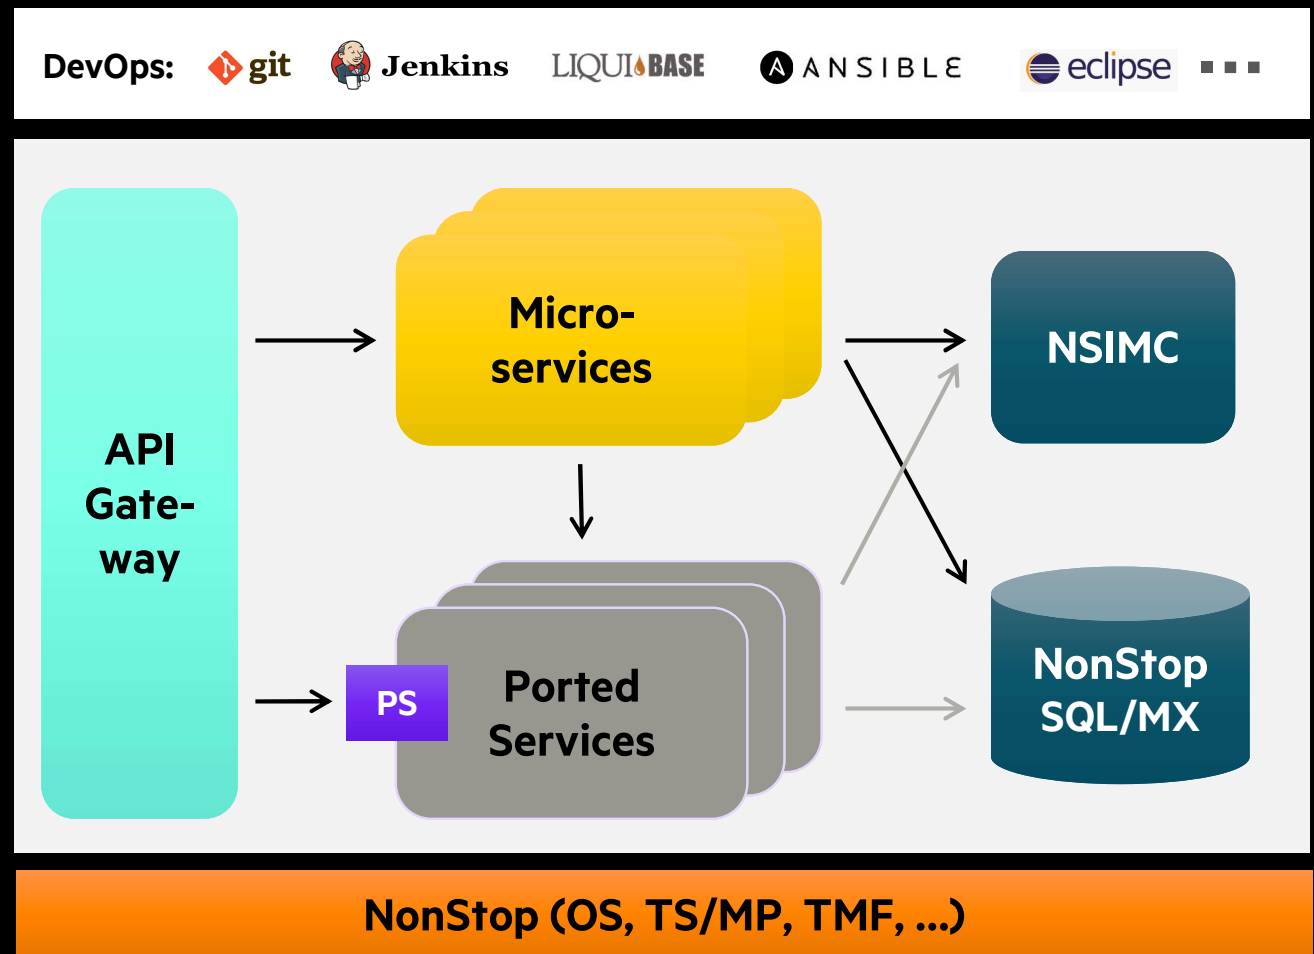 DevOps: git Jenkins LIQUIBASE ANSIBLE eclipse
Micro-
services
NSIMC
API
Gate-
way
PS
Ported
Services
NonStop
SQL/MX
NonStop (OS, TS/MP, TMF, ...)